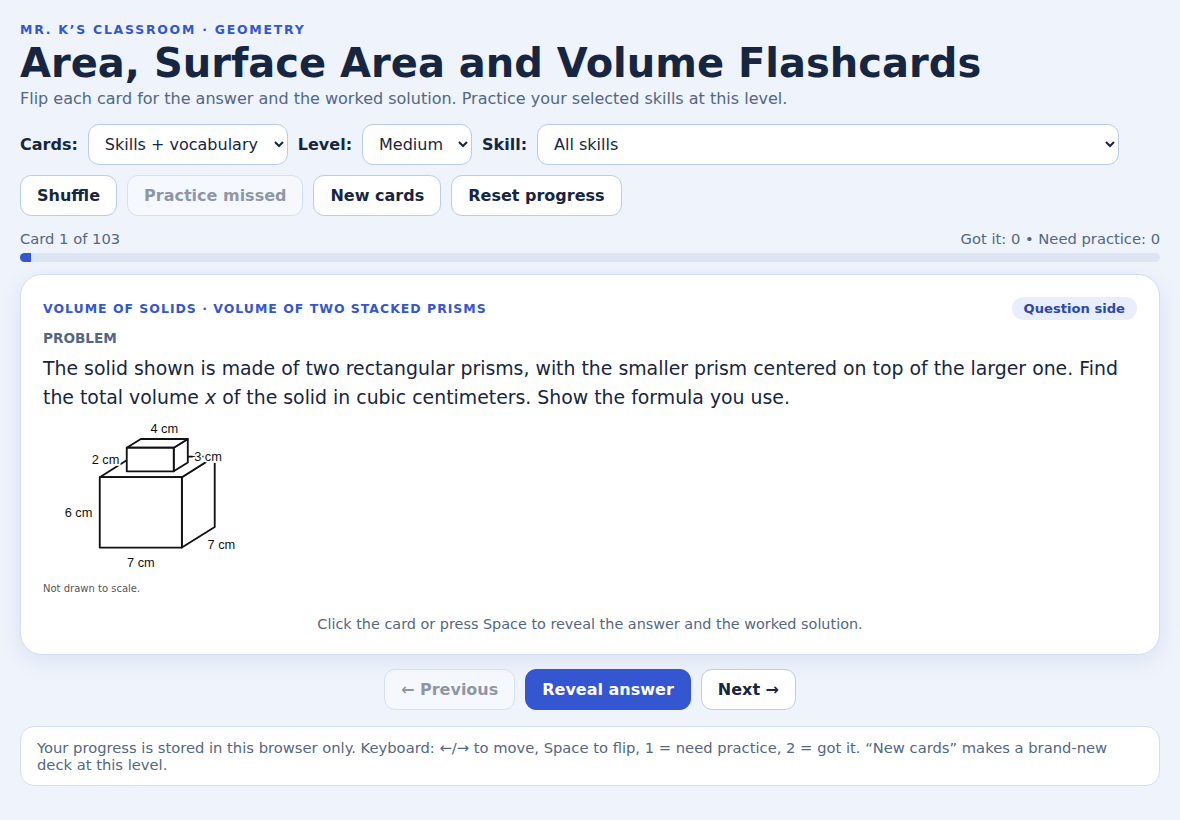 MR. K’S CLASSROOM · GEOMETRY
Area, Surface Area and Volume Flashcards
Flip each card for the answer and the worked solution. Practice your selected skills at this level.
Cards: Skills + vocabulary Level: Medium Skill: All skills
Shuffle Practice missed New cards Reset progress
Card 1 of 103 Got it: 0 • Need practice: 0
VOLUME OF SOLIDS · VOLUME OF TWO STACKED PRISMS Question side
PROBLEM
The solid shown is made of two rectangular prisms, with the smaller prism centered on top of the larger one. Find
the total volume x of the solid in cubic centimeters. Show the formula you use.
4 cm
2 cm 3 cm
6 cm
7 cm
7 cm
Not drawn to scale.
Click the card or press Space to reveal the answer and the worked solution.
← Previous Reveal answer Next →
Your progress is stored in this browser only. Keyboard: ←/→ to move, Space to flip, 1 = need practice, 2 = got it. “New cards” makes a brand-new
deck at this level.